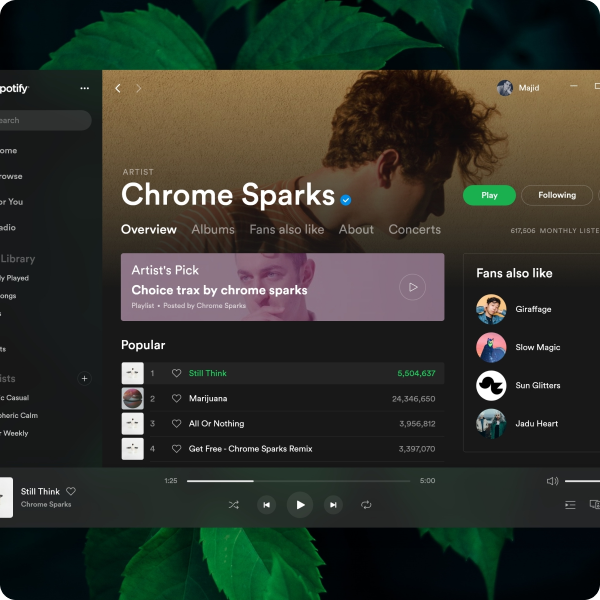 potify
Majid
earch
ome
rowse
or You
adio
Library
ly Played
ongs
s
ts
ists
c Casual
pheric Calm
r Weekly
ARTIST
Chrome Sparks
Play
Following
Overview
Albums
Fans also like
About
Concerts
617,506 MONTHLY LISTE
Artist's Pick
Choice trax by chrome sparks
Playlist • Posted by Chrome Sparks
Popular
1 Still Think 5,504,637
2 Marijuana 24,346,650
3 All Or Nothing 3,956,812
4 Get Free - Chrome Sparks Remix 3,397,070
Fans also like
Giraffage
Slow Magic
Sun Glitters
Jadu Heart
Still Think
Chrome Sparks
1:25
5:00